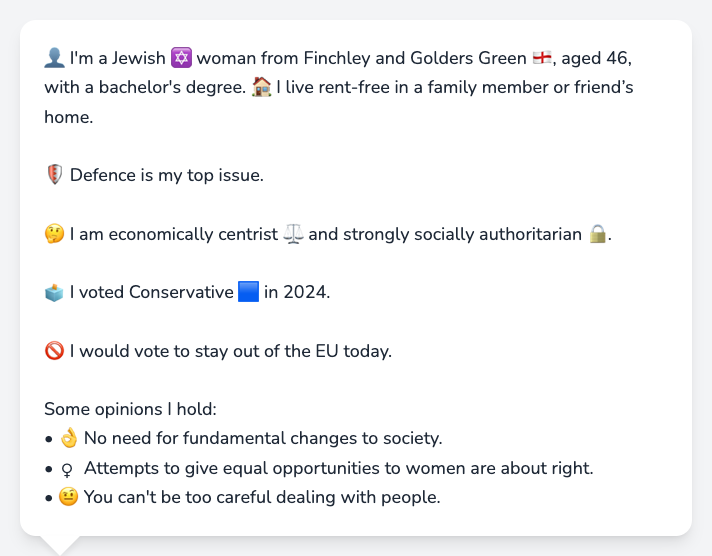 👤 I'm a Jewish ✡️ woman from Finchley and Golders Green 🏴󠁧󠁢󠁥󠁮󠁧󠁿, aged 46,
with a bachelor's degree. 🏠 I live rent-free in a family member or friend’s
home.
🛡️ Defence is my top issue.
🤔 I am economically centrist ⚖️ and strongly socially authoritarian 🔒.
🗳️ I voted Conservative 🟦 in 2024.
🚫 I would vote to stay out of the EU today.
Some opinions I hold:
• 👌 No need for fundamental changes to society.
• ♀ Attempts to give equal opportunities to women are about right.
• 🤨 You can't be too careful dealing with people.